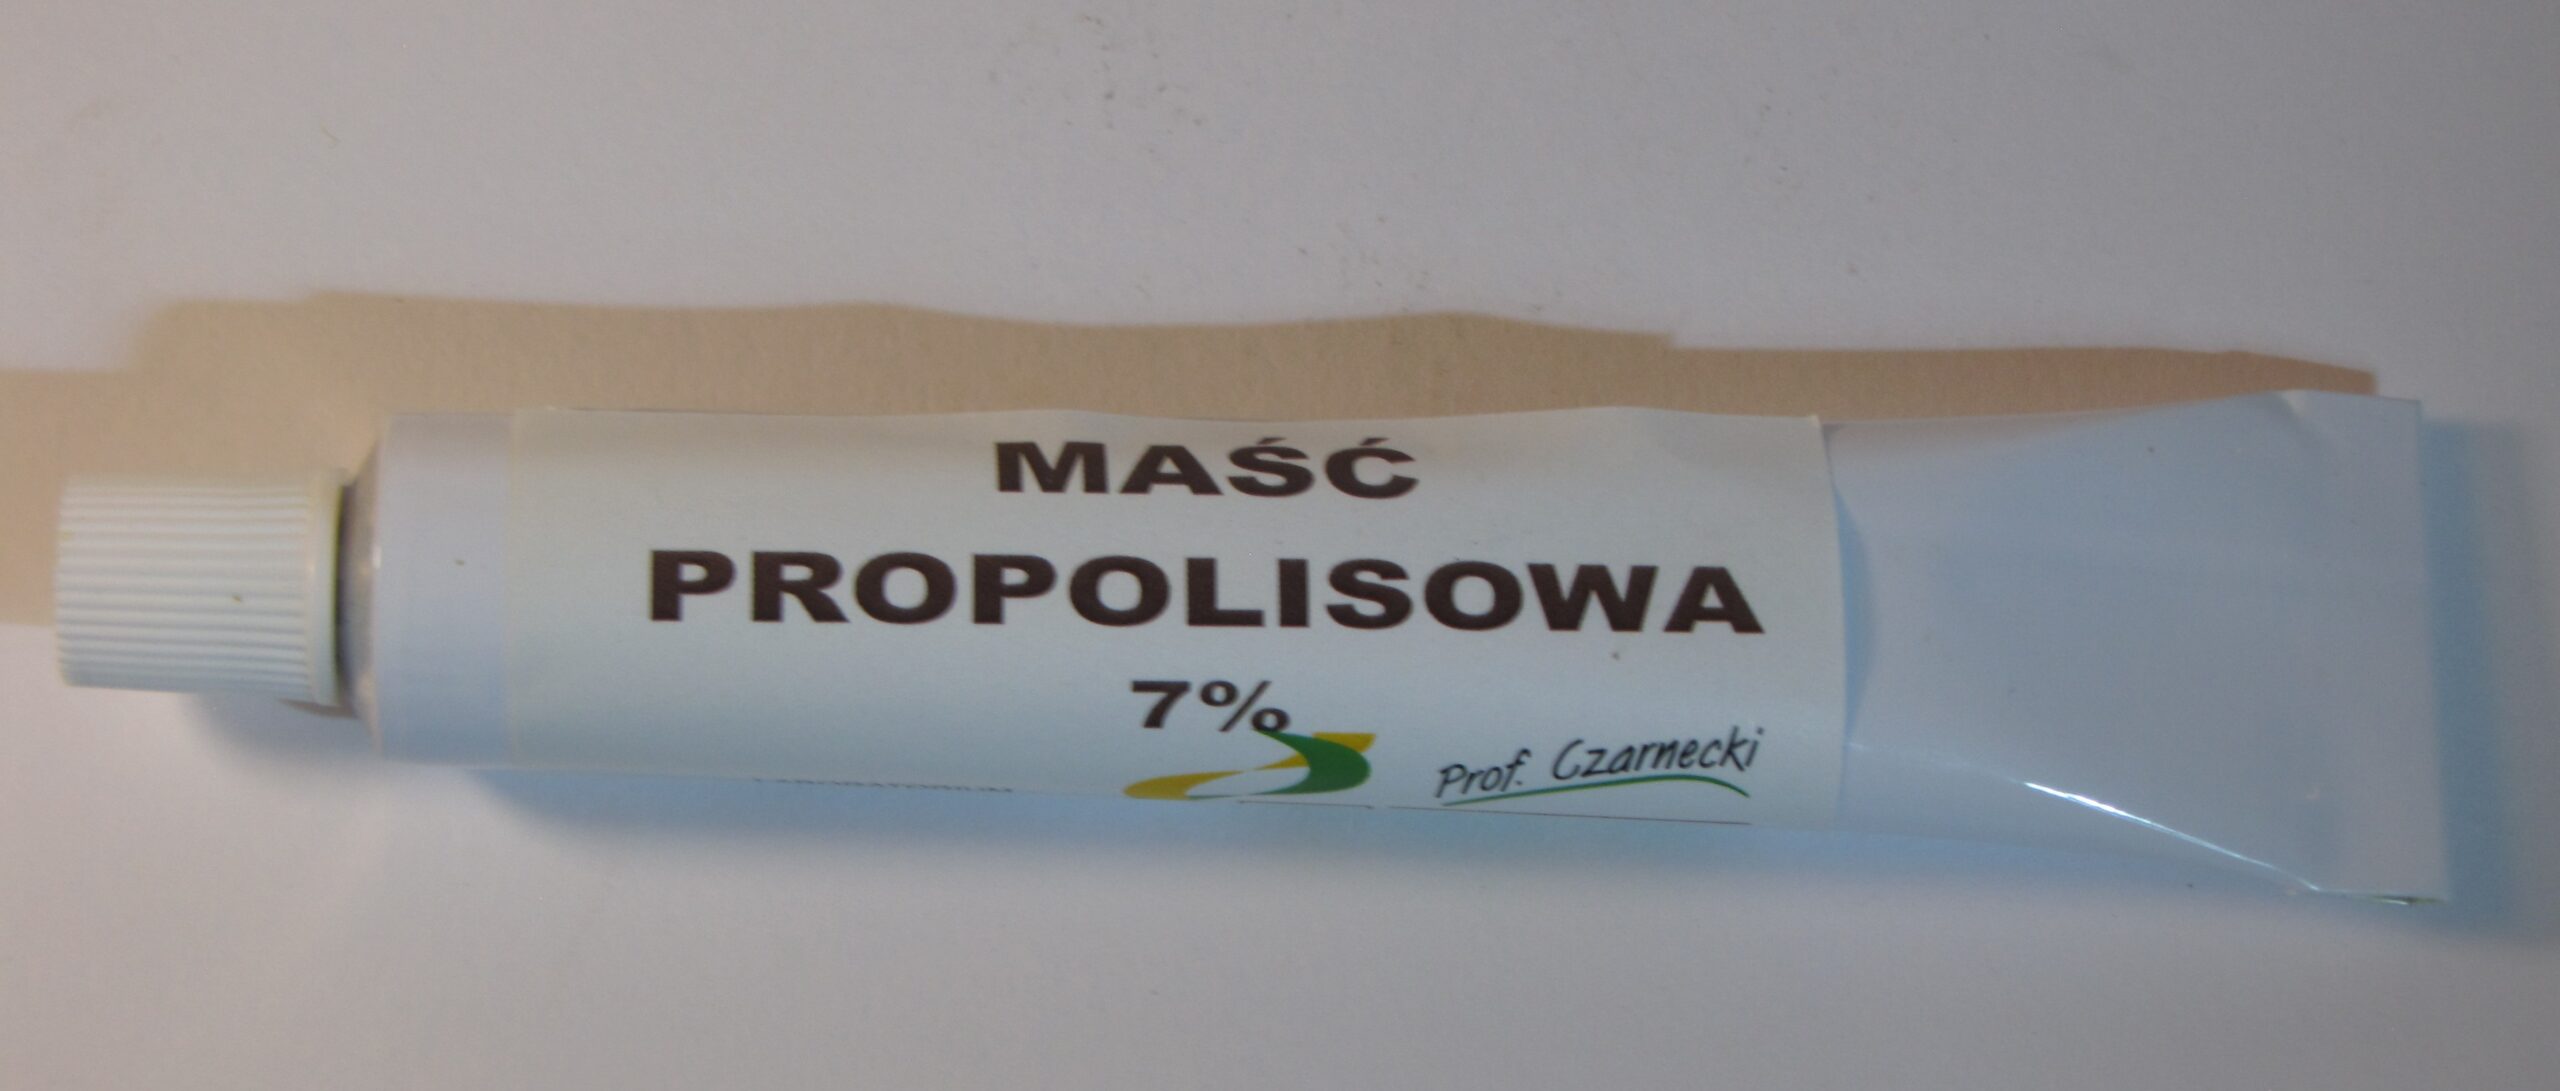 MAŚĆ
PROPOLISOWA
7%
Prof. Czarnecki